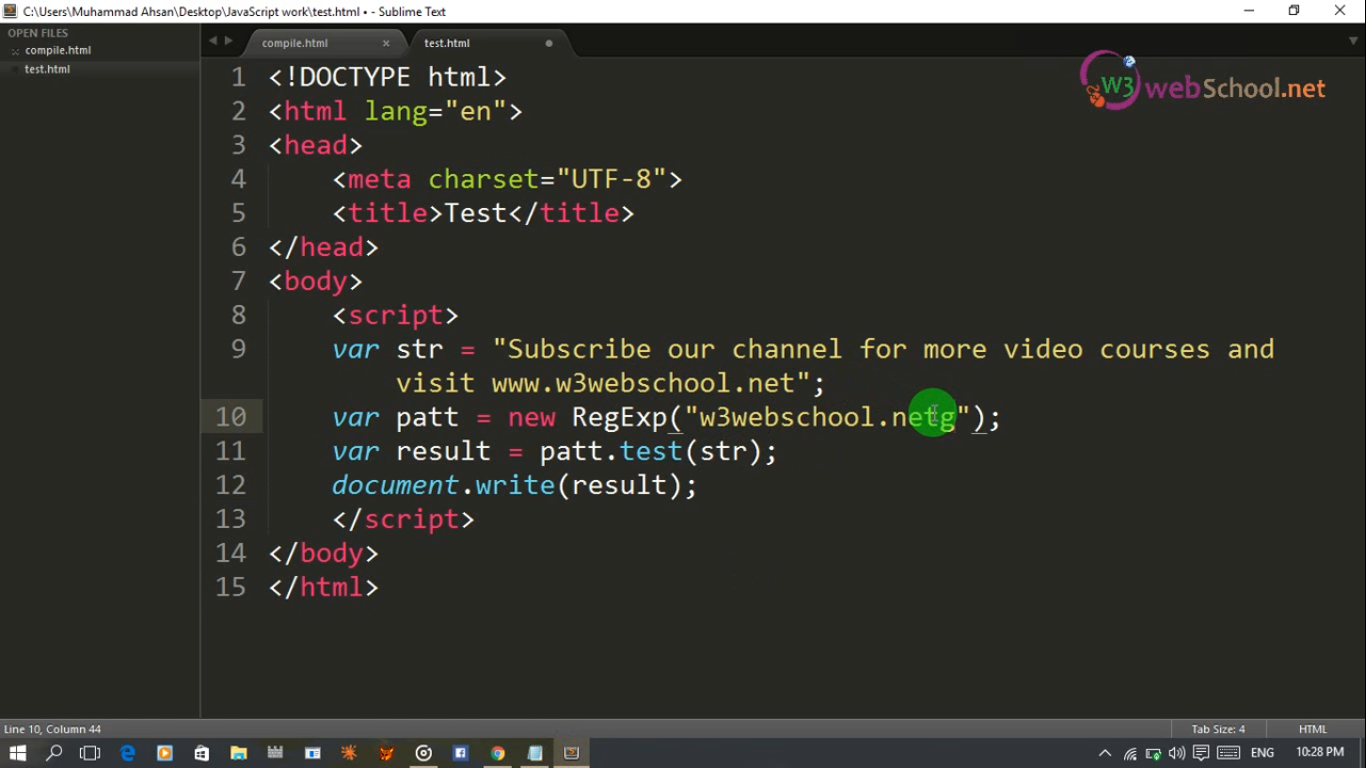 C:\Users\Muhammad Ahsan\Desktop\JavaScript work\test.html • - Sublime Text
OPEN FILES
compile.html
test.html
compile.html ×
test.html
W3 webSchool.net
1 <!DOCTYPE html>
2 <html lang="en">
3 <head>
4 <meta charset="UTF-8">
5 <title>Test</title>
6 </head>
7 <body>
8 <script>
9 var str = "Subscribe our channel for more video courses and
visit www.w3webschool.net";
10 var patt = new RegExp("w3webschool.netg");
11 var result = patt.test(str);
12 document.write(result);
13 </script>
14 </body>
15 </html>
Line 10, Column 44
Tab Size: 4
HTML
ENG
10:28 PM